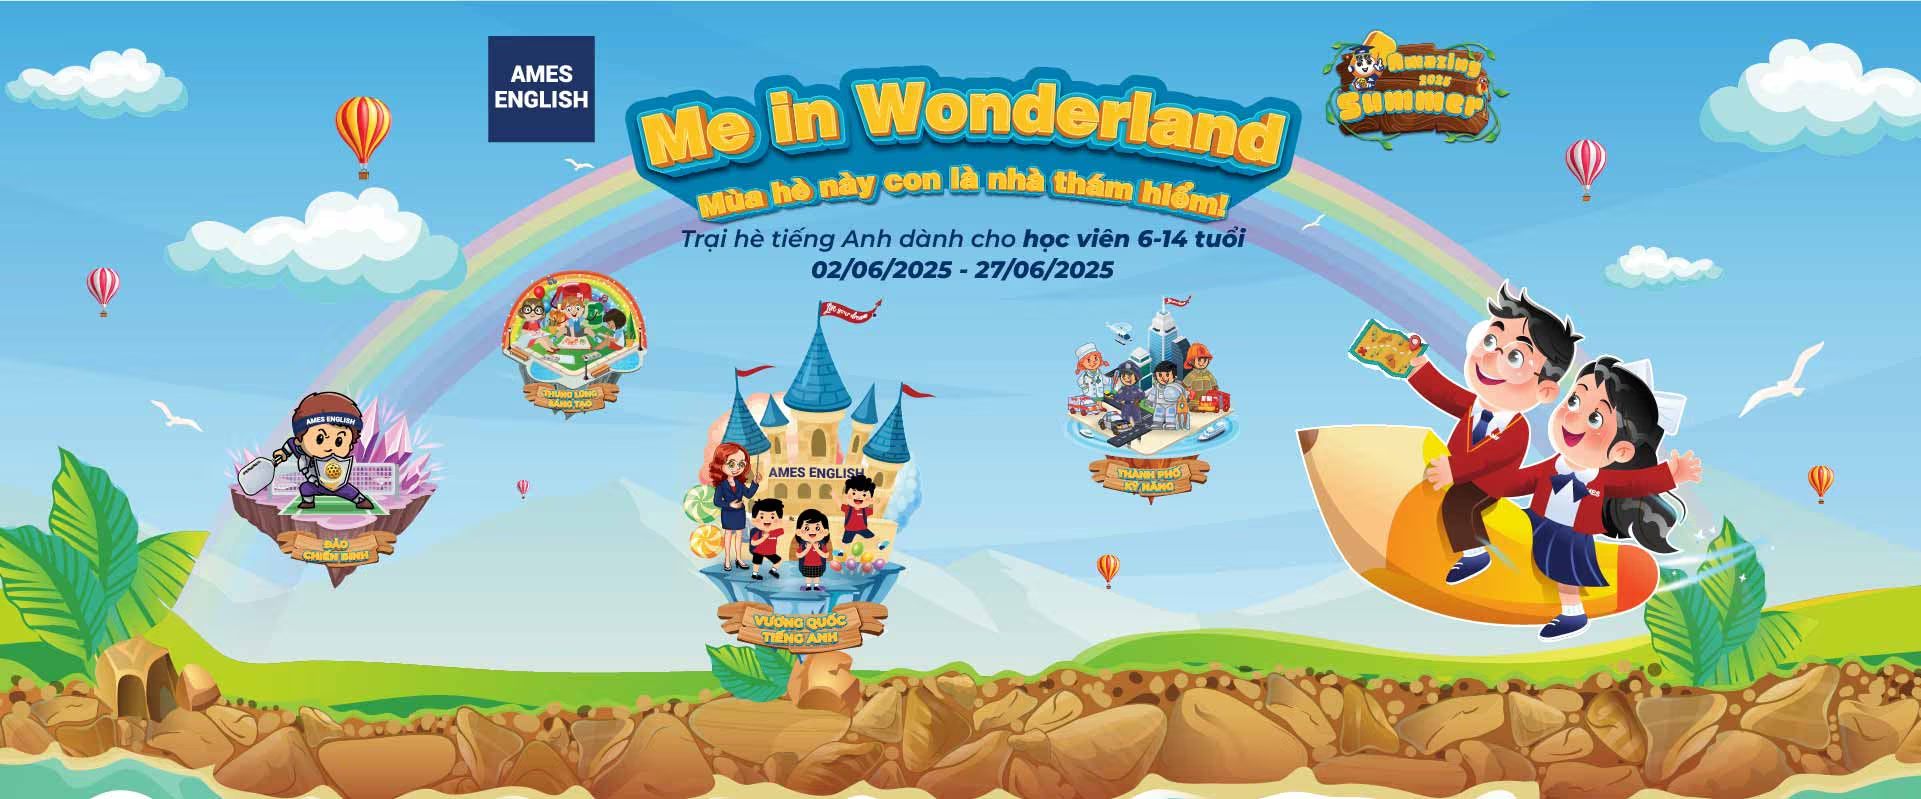 AMES
ENGLISH
Me in Wonderland
Mùa hè này con là nhà thám hiểm!
Trại hè tiếng Anh dành cho học viên 6-14 tuổi
02/06/2025 - 27/06/2025
Amazing
2025
Summer
THUNG LŨNG
SÁNG TẠO
AMES ENGLISH
ĐẢO
CHIẾN BINH
AMES ENGLISH
VƯƠNG QUỐC
TIẾNG ANH
THÀNH PHỐ
KỸ NĂNG
AMES